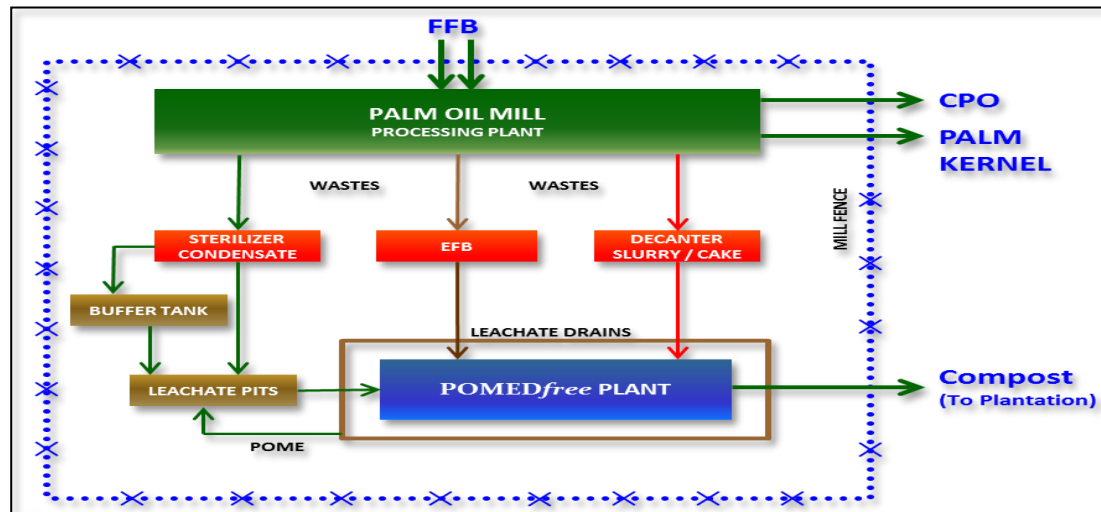 FFB
PALM OIL MILL
PROCESSING PLANT
CPO
PALM
KERNEL
WASTES
WASTES
MILL FENCE
STERILIZER
CONDENSATE
EFB
DECANTER
SLURRY / CAKE
BUFFER TANK
LEACHATE DRAINS
LEACHATE PITS
POMEDfree PLANT
Compost
(To Plantation)
POME